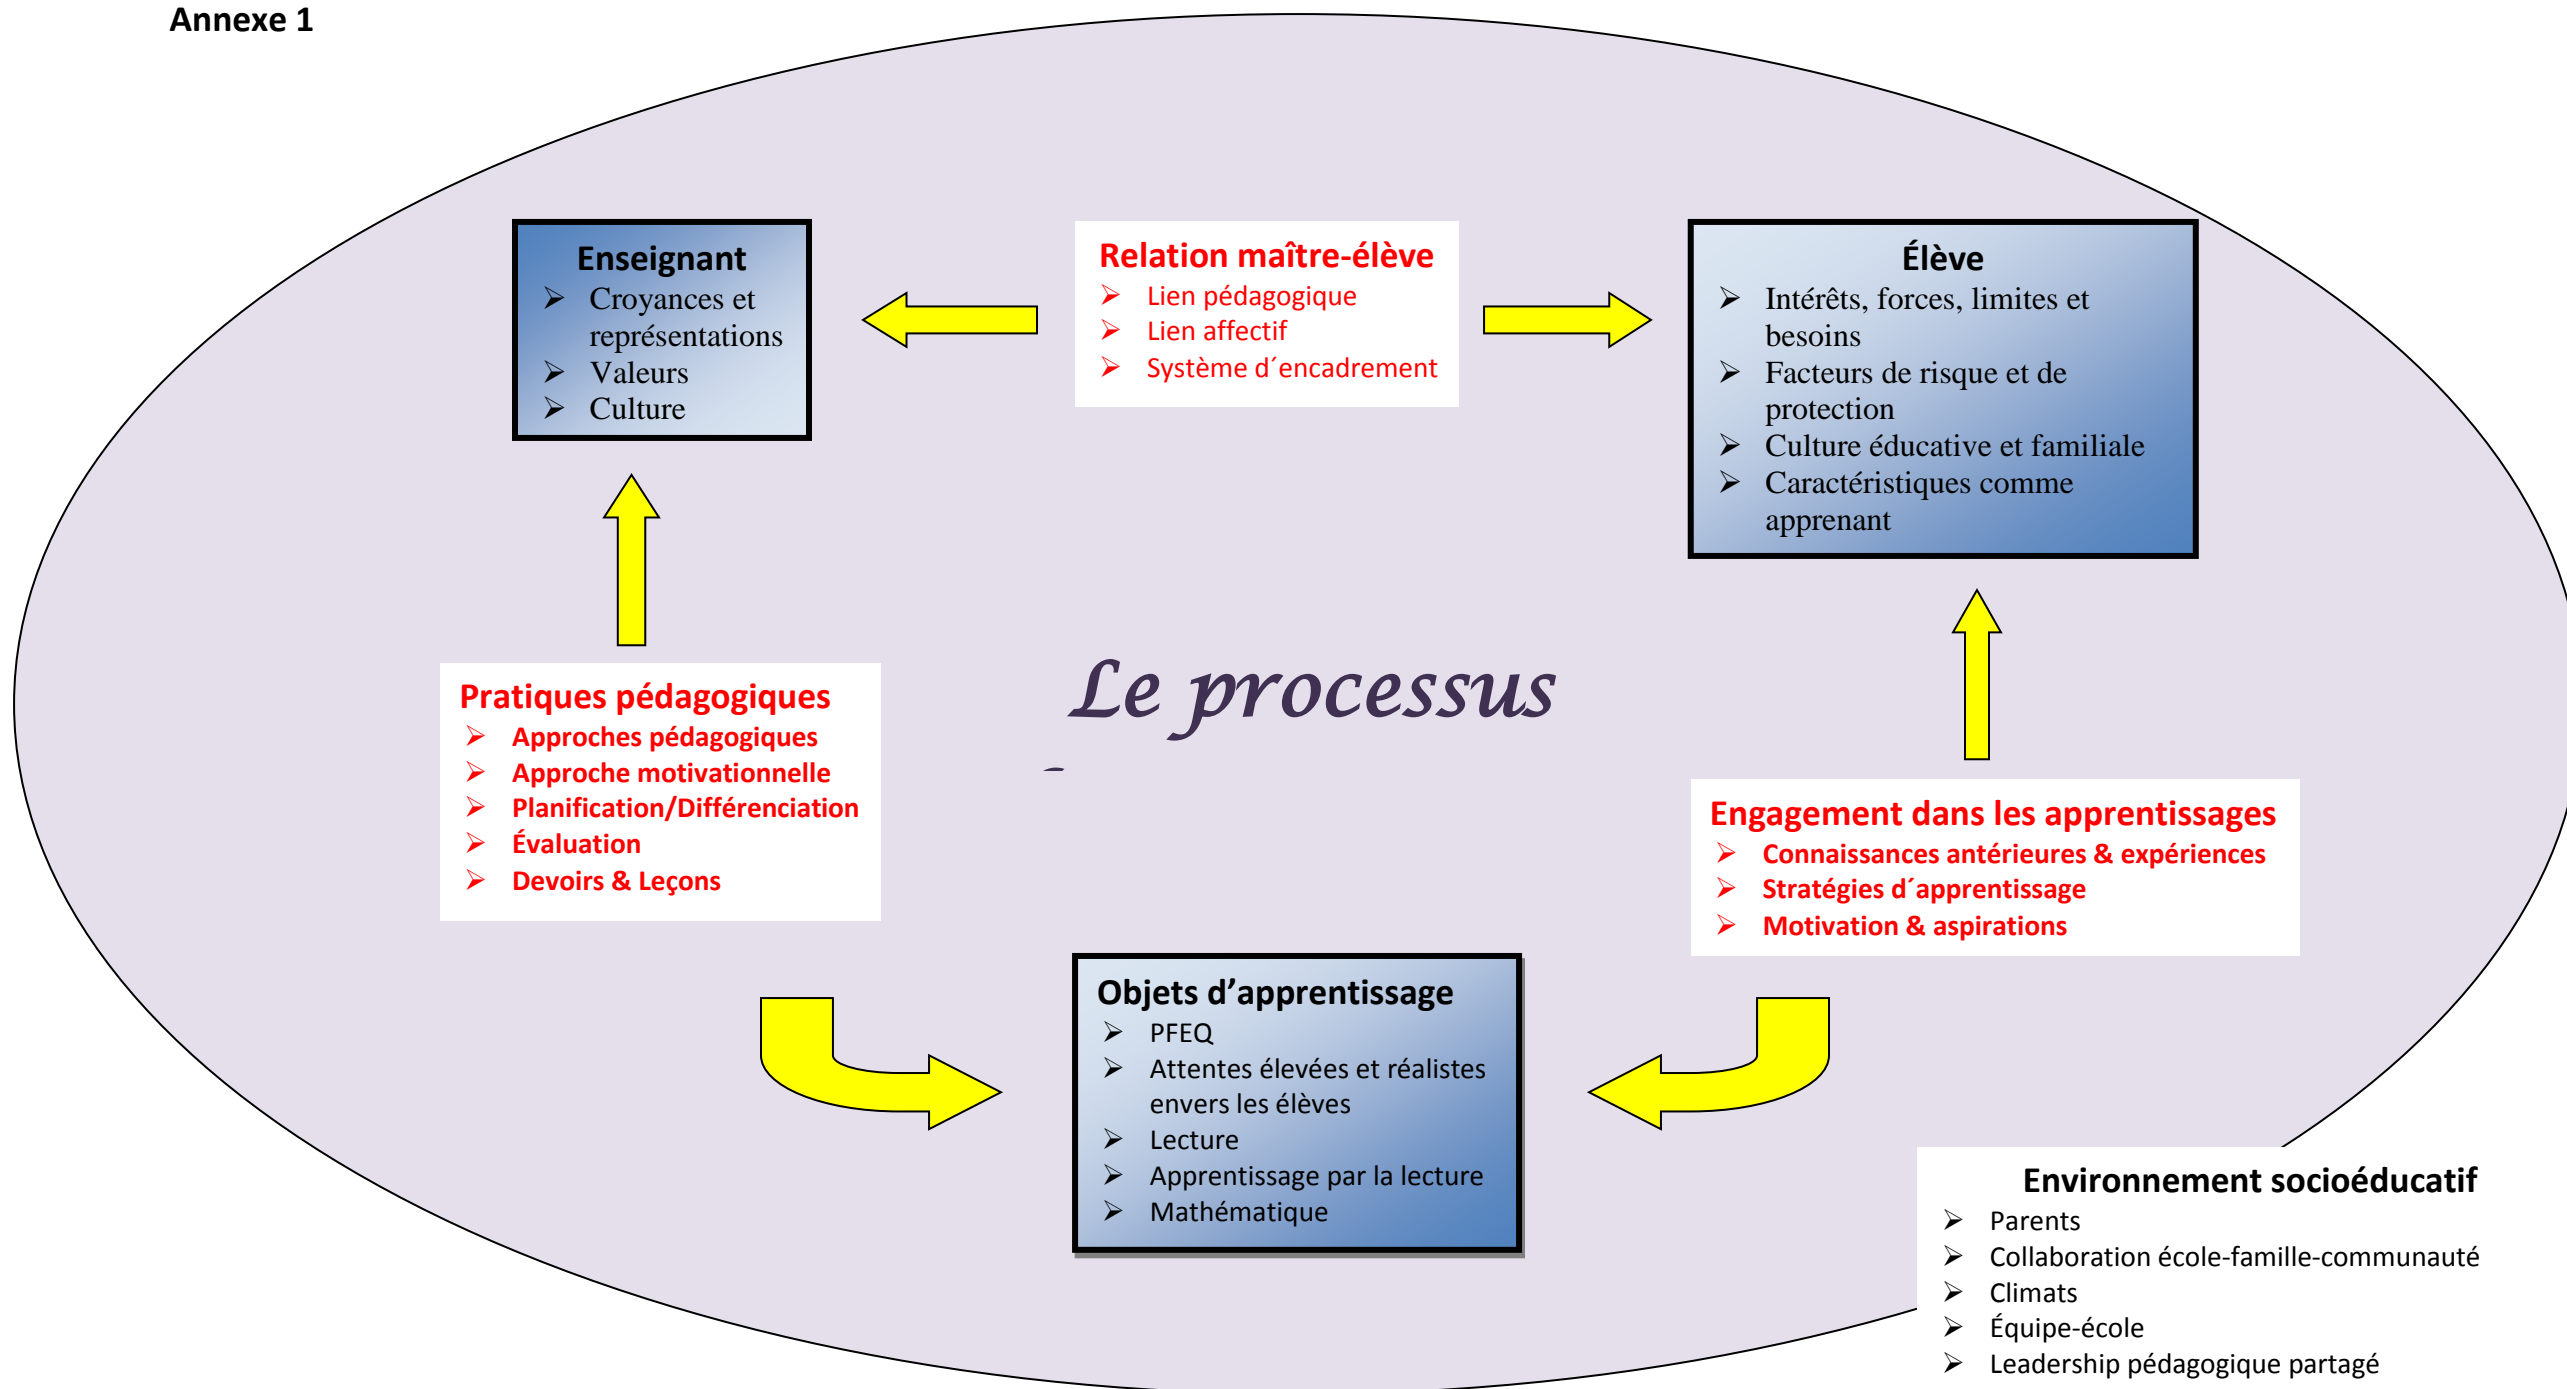 Annexe 1
Enseignant
➢ Croyances et
représentations
➢ Valeurs
➢ Culture
Relation maître-élève
➢ Lien pédagogique
➢ Lien affectif
➢ Système d´encadrement
Élève
➢ Intérêts, forces, limites et
besoins
➢ Facteurs de risque et de
protection
➢ Culture éducative et familiale
➢ Caractéristiques comme
apprenant
Le processus
Pratiques pédagogiques
➢ Approches pédagogiques
➢ Approche motivationnelle
➢ Planification/Différenciation
➢ Évaluation
➢ Devoirs & Leçons
Engagement dans les apprentissages
➢ Connaissances antérieures & expériences
➢ Stratégies d´apprentissage
➢ Motivation & aspirations
Objets d’apprentissage
➢ PFEQ
➢ Attentes élevées et réalistes
envers les élèves
➢ Lecture
➢ Apprentissage par la lecture
➢ Mathématique
Environnement socioéducatif
➢ Parents
➢ Collaboration école-famille-communauté
➢ Climats
➢ Équipe-école
➢ Leadership pédagogique partagé